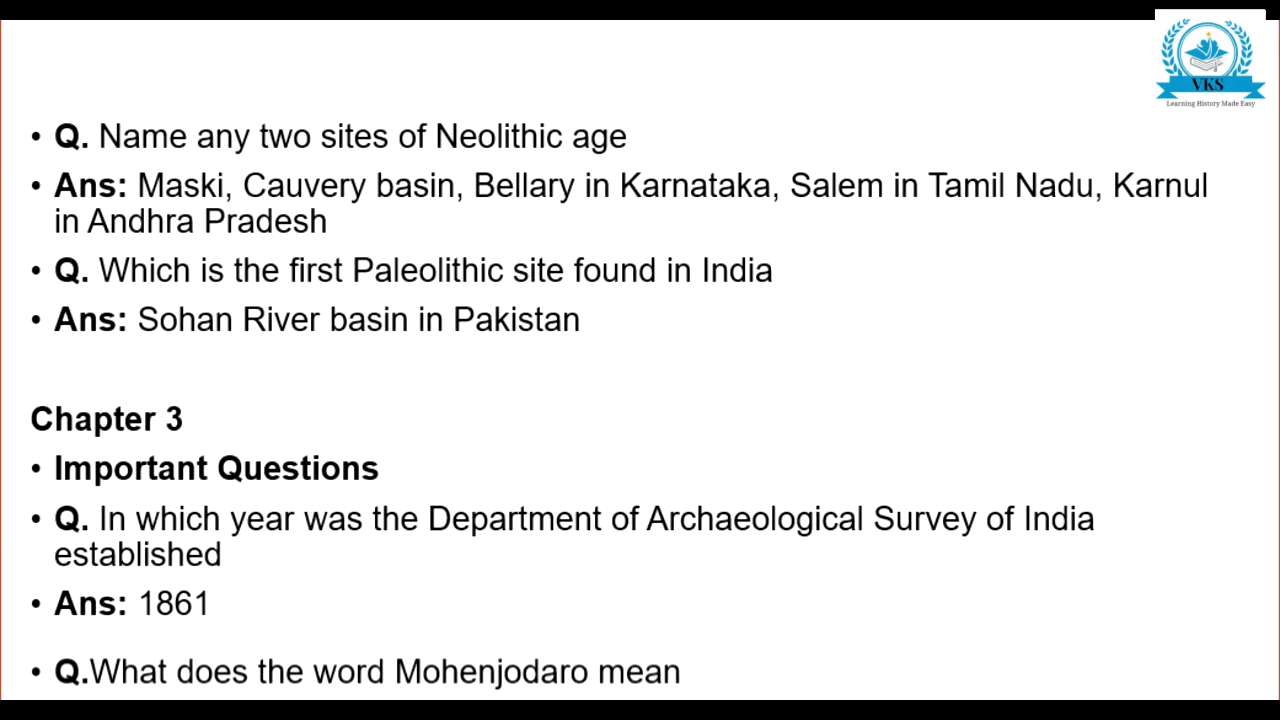 VKS
Learning History Made Easy
• Q. Name any two sites of Neolithic age
• Ans: Maski, Cauvery basin, Bellary in Karnataka, Salem in Tamil Nadu, Karnul
in Andhra Pradesh
• Q. Which is the first Paleolithic site found in India
• Ans: Sohan River basin in Pakistan
Chapter 3
• Important Questions
• Q. In which year was the Department of Archaeological Survey of India
established
• Ans: 1861
• Q.What does the word Mohenjodaro mean